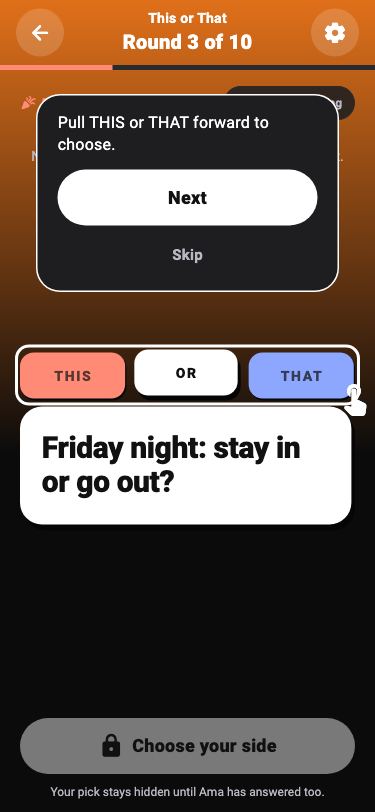 This or That
Round 3 of 10
Pull THIS or THAT forward to
choose.
Next
Skip
THIS
OR
THAT
Friday night: stay in
or go out?
Choose your side
Your pick stays hidden until Ama has answered too.